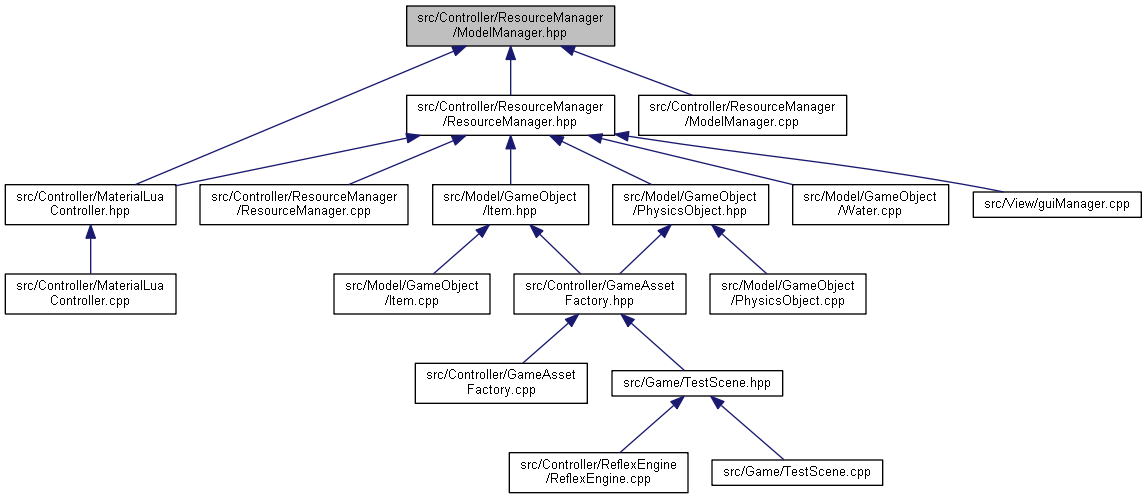 src/Controller/ResourceManager
/ModelManager.hpp
src/Controller/ResourceManager
/ResourceManager.hpp
src/Controller/ResourceManager
/ModelManager.cpp
src/Controller/MaterialLua
Controller.hpp
src/Controller/ResourceManager
/ResourceManager.cpp
src/Model/GameObject
/Item.hpp
src/Model/GameObject
/PhysicsObject.hpp
src/Model/GameObject
/Water.cpp
src/View/guiManager.cpp
src/Controller/MaterialLua
Controller.cpp
src/Model/GameObject
/Item.cpp
src/Controller/GameAsset
Factory.hpp
src/Model/GameObject
/PhysicsObject.cpp
src/Controller/GameAsset
Factory.cpp
src/Game/TestScene.hpp
src/Controller/ReflexEngine
/ReflexEngine.cpp
src/Game/TestScene.cpp